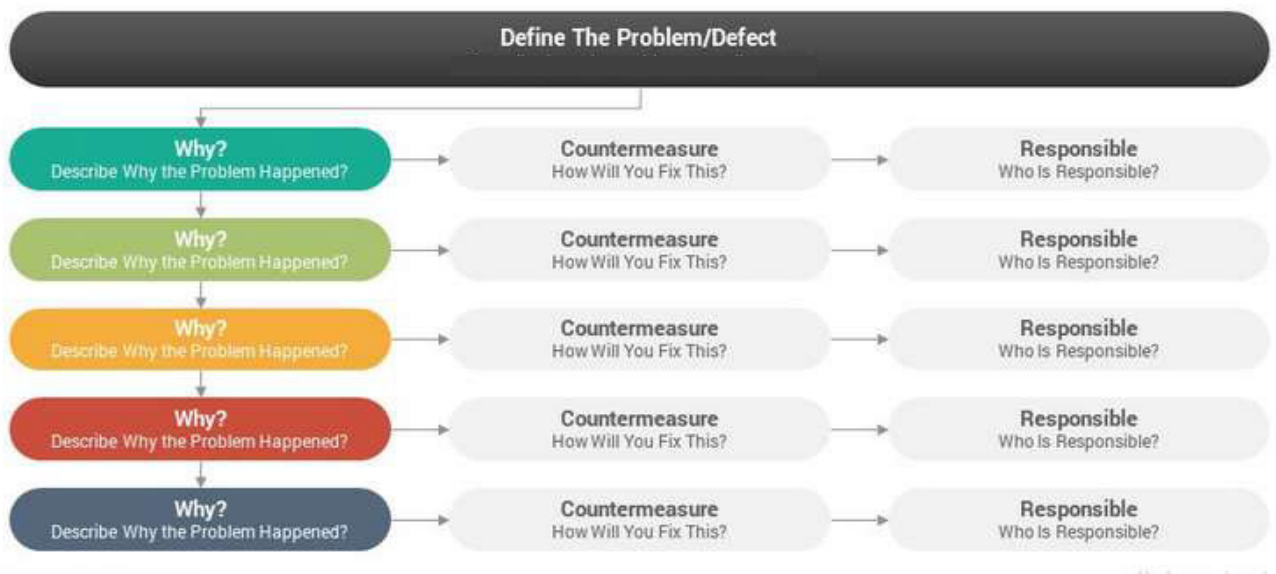 Define The Problem/Defect
Why?
Describe Why the Problem Happened?
Countermeasure
How Will You Fix This?
Responsible
Who Is Responsible?
Why?
Describe Why the Problem Happened?
Countermeasure
How Will You Fix This?
Responsible
Who Is Responsible?
Why?
Describe Why the Problem Happened?
Countermeasure
How Will You Fix This?
Responsible
Who Is Responsible?
Why?
Describe Why the Problem Happened?
Countermeasure
How Will You Fix This?
Responsible
Who Is Responsible?
Why?
Describe Why the Problem Happened?
Countermeasure
How Will You Fix This?
Responsible
Who Is Responsible?